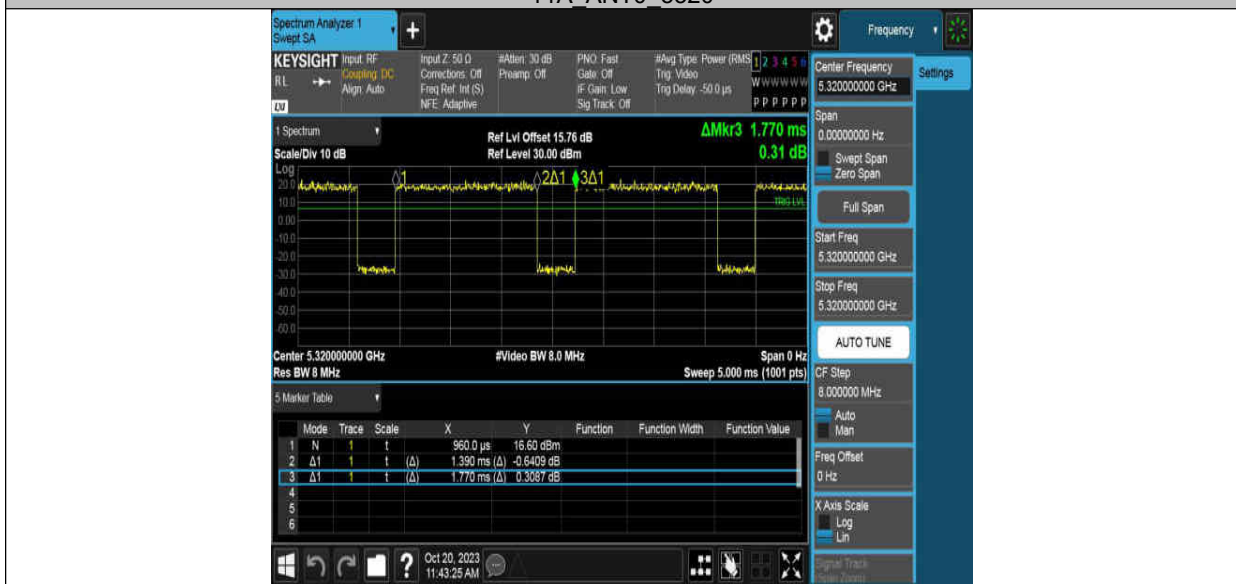 11A_ANT6_5320
Spectrum Analyzer 1
Swept SA
+
Frequency
KEYSIGHT
RL
Input: RF
Coupling: DC
Align: Auto
Input Z: 50 Ω
Corrections: Off
Freq Ref: Int (S)
NFE: Adaptive
#Atten: 30 dB
Preamp: Off
PNO: Fast
Gate: Off
IF Gain: Low
Sig Track: Off
#Avg Type: Power (RMS
Trig: Video
Trig Delay: -50.0 µs
1 2 3 4 5 6
W W W W W W
P P P P P P
Center Frequency
5.320000000 GHz
Settings
Span
0.00000000 Hz
Swept Span
Zero Span
Full Span
Start Freq
5.320000000 GHz
Stop Freq
5.320000000 GHz
AUTO TUNE
CF Step
8.000000 MHz
Auto
Man
Freq Offset
0 Hz
X Axis Scale
Log
Lin
Signal Track
1 Spectrum
Scale/Div 10 dB
Ref Lvl Offset 15.76 dB
Ref Level 30.00 dBm
ΔMkr3 1.770 ms
0.31 dB
Log
20.0
10.0
0.00
-10.0
-20.0
-30.0
-40.0
-50.0
-60.0
1
2Δ1
3Δ1
TRIG LVL
Center 5.320000000 GHz
#Video BW 8.0 MHz
Span 0 Hz
Res BW 8 MHz
Sweep 5.000 ms (1001 pts)
5 Marker Table
Mode Trace Scale X Y Function Function Width Function Value
1 N 1 t 960.0 µs 16.60 dBm
2 Δ1 1 t (Δ) 1.390 ms (Δ) -0.6409 dB
3 Δ1 1 t (Δ) 1.770 ms (Δ) 0.3087 dB
4
5
6
?
Oct 20, 2023
11:43:25 AM